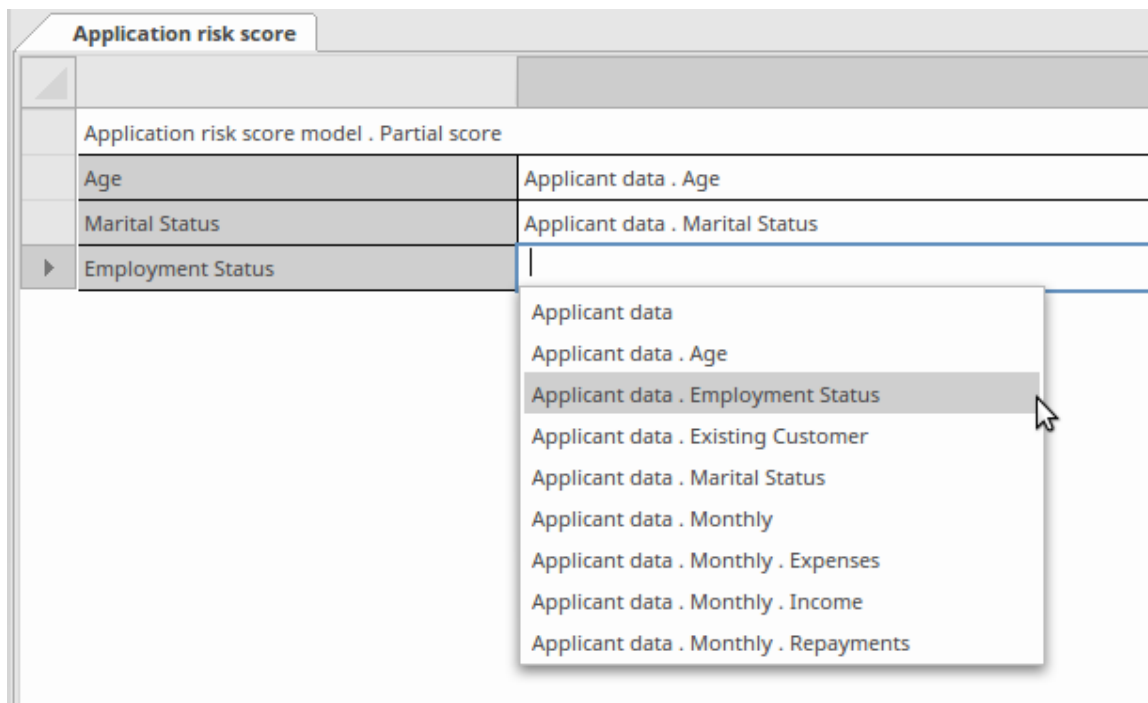 Application risk score
Application risk score model . Partial score
Age Applicant data . Age
Marital Status Applicant data . Marital Status
Employment Status
Applicant data
Applicant data . Age
Applicant data . Employment Status
Applicant data . Existing Customer
Applicant data . Marital Status
Applicant data . Monthly
Applicant data . Monthly . Expenses
Applicant data . Monthly . Income
Applicant data . Monthly . Repayments